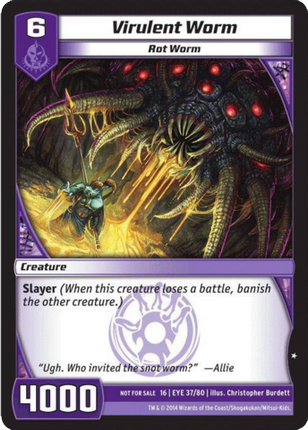 6
Virulent Worm
Rot Worm
Creature
Slayer (When this creature loses a battle, banish
the other creature.)
"Ugh. Who invited the snot worm?" —Allie
4000
NOT FOR SALE 16 | EYE 37/80 | illus. Christopher Burdett
TM & © 2014 Wizards of the Coast/Shogakukan/Mitsui-Kids.